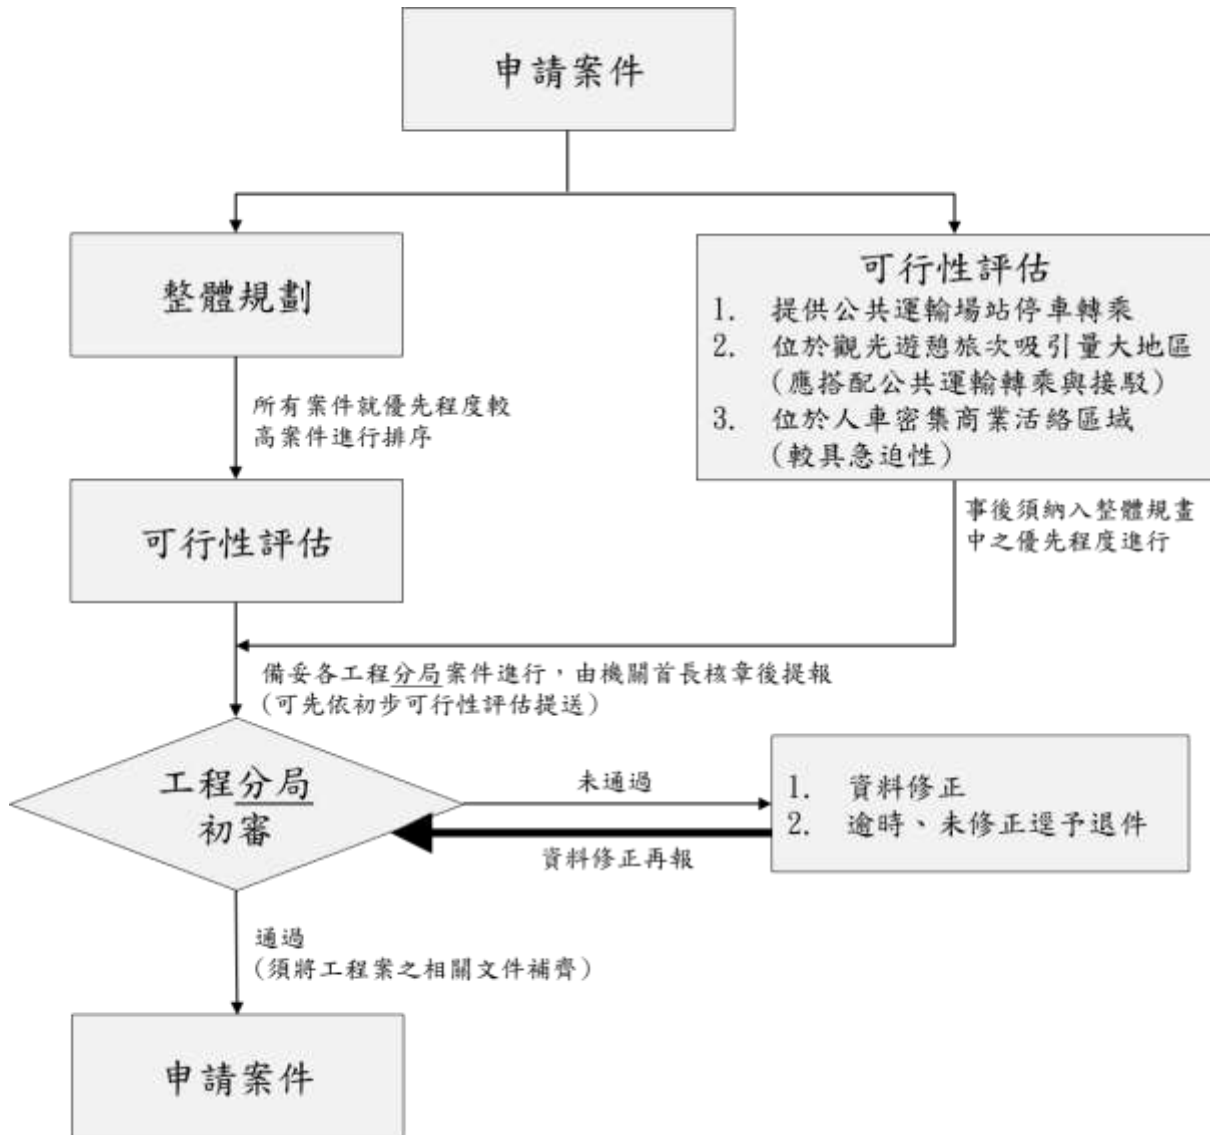 申請案件
整體規劃
所有案件就優先程度較
高案件進行排序
可行性評估
可行性評估
1. 提供公共運輸場站停車轉乘
2. 位於觀光遊憩旅次吸引量大地區
(應搭配公共運輸轉乘與接駁)
3. 位於人車密集商業活絡區域
(較具急迫性)
事後須納入整體規畫
中之優先程度進行
備妥各工程分局案件進行，由機關首長核章後提報
(可先依初步可行性評估提送)
工程分局
初審
未通過
1. 資料修正
2. 逾時、未修正逕予退件
資料修正再報
通過
(須將工程案之相關文件補齊)
申請案件